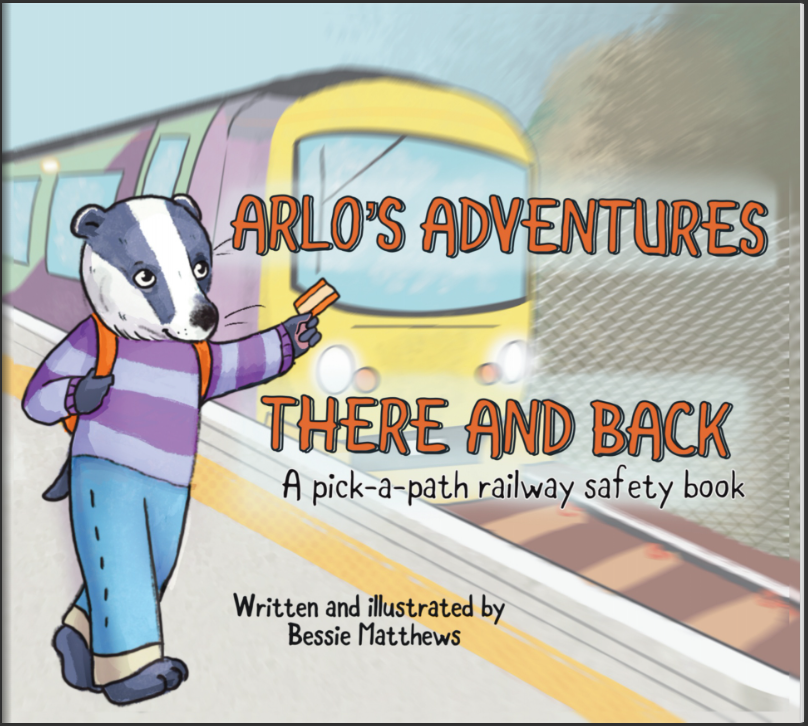 ARLO'S ADVENTURES
THERE AND BACK
A pick-a-path railway safety book
Written and illustrated by
Bessie Matthews